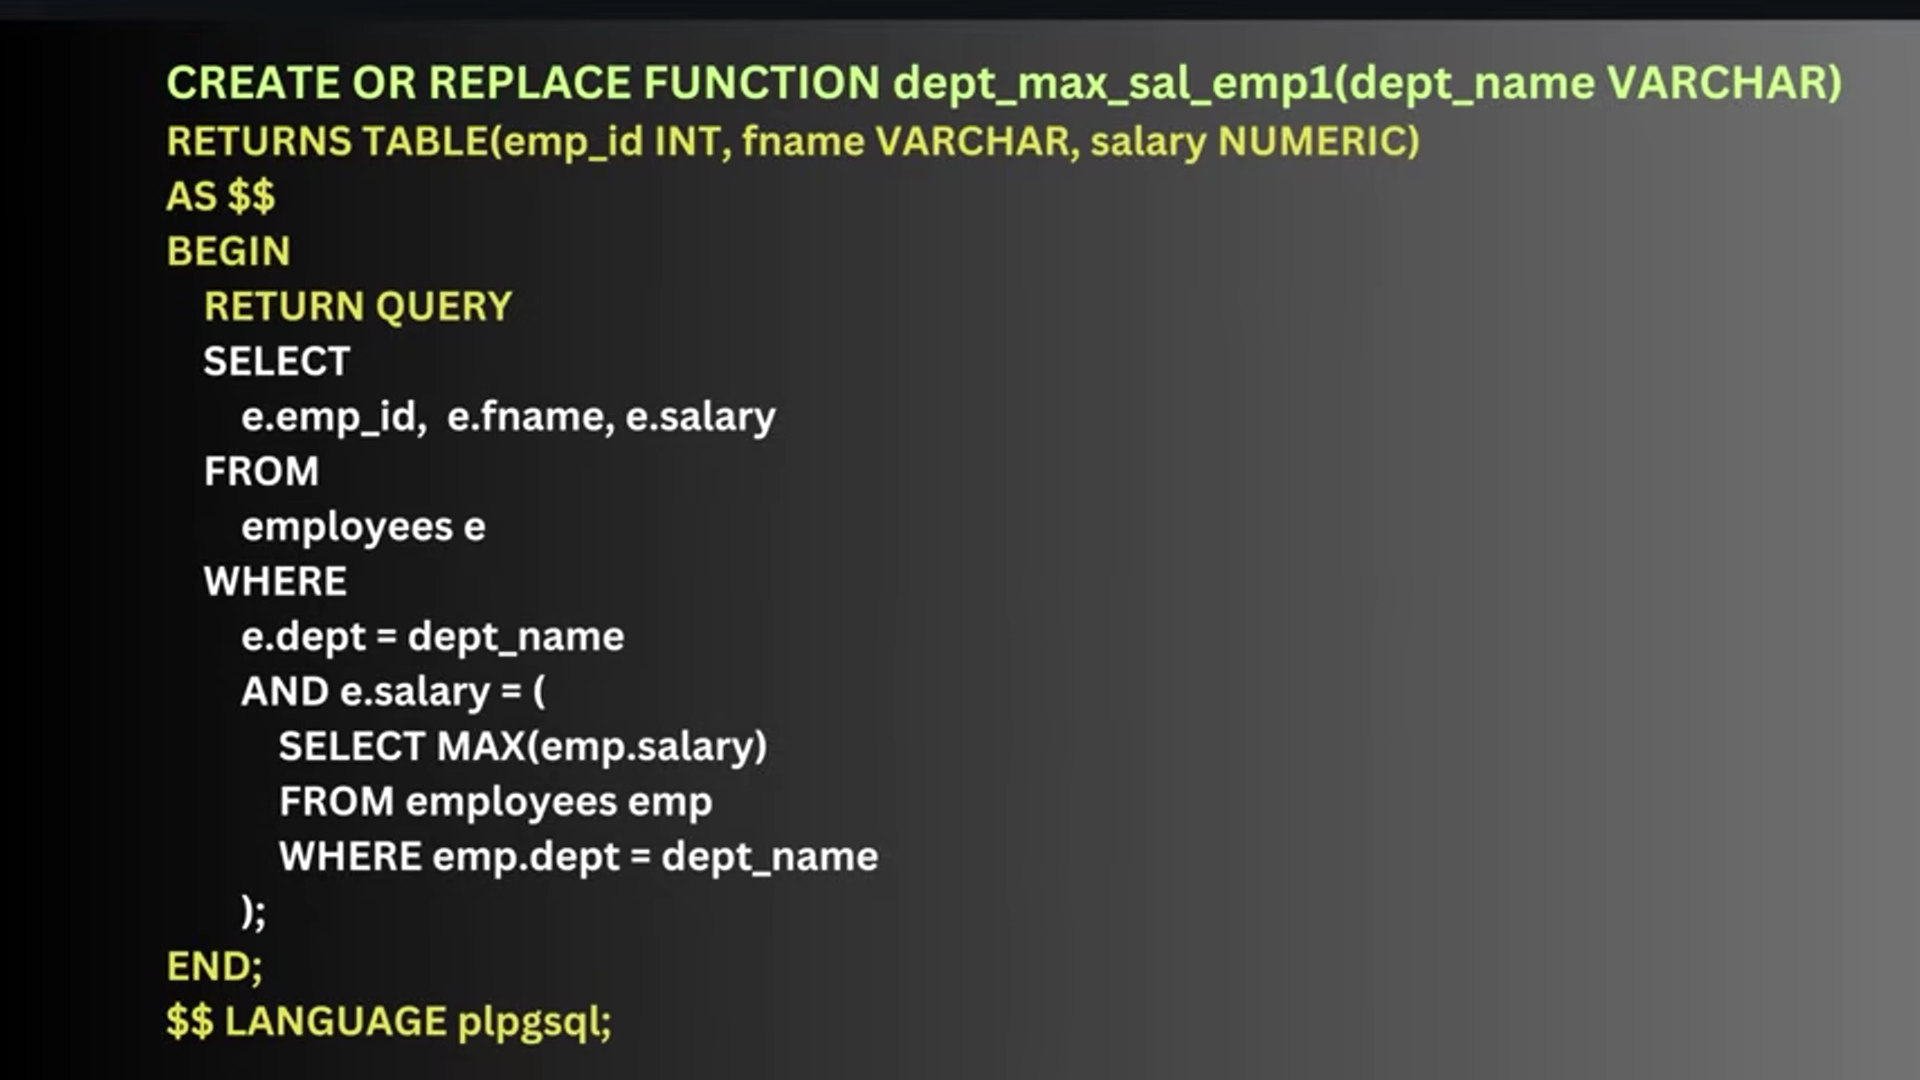 CREATE OR REPLACE FUNCTION dept_max_sal_emp1(dept_name VARCHAR)
RETURNS TABLE(emp_id INT, fname VARCHAR, salary NUMERIC)
AS $$
BEGIN
RETURN QUERY
SELECT
e.emp_id, e.fname, e.salary
FROM
employees e
WHERE
e.dept = dept_name
AND e.salary = (
SELECT MAX(emp.salary)
FROM employees emp
WHERE emp.dept = dept_name
);
END;
$$ LANGUAGE plpgsql;